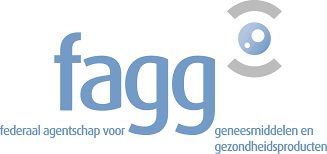 fagg
federaal agentschap voor geneesmiddelen en
gezondheidsproducten